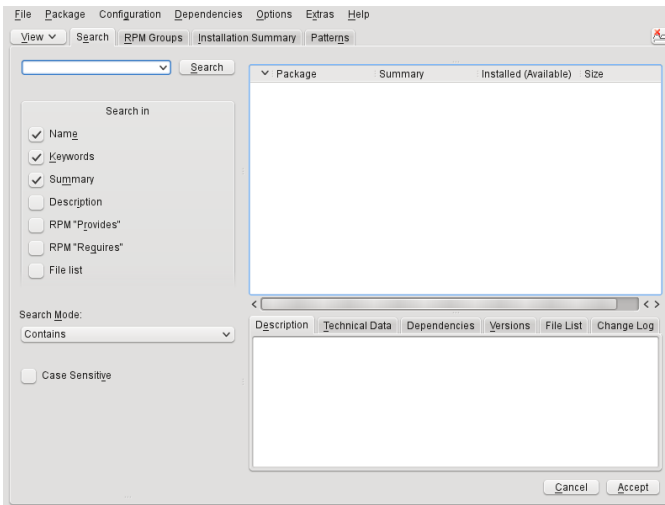 File Package Configuration Dependencies Options Extras Help
View Search RPM Groups Installation Summary Patterns
Search
Package Summary Installed (Available) Size
Search in
Name
Keywords
Summary
Description
RPM "Provides"
RPM "Requires"
File list
Search Mode:
Contains
Case Sensitive
Description Technical Data Dependencies Versions File List Change Log
Cancel Accept